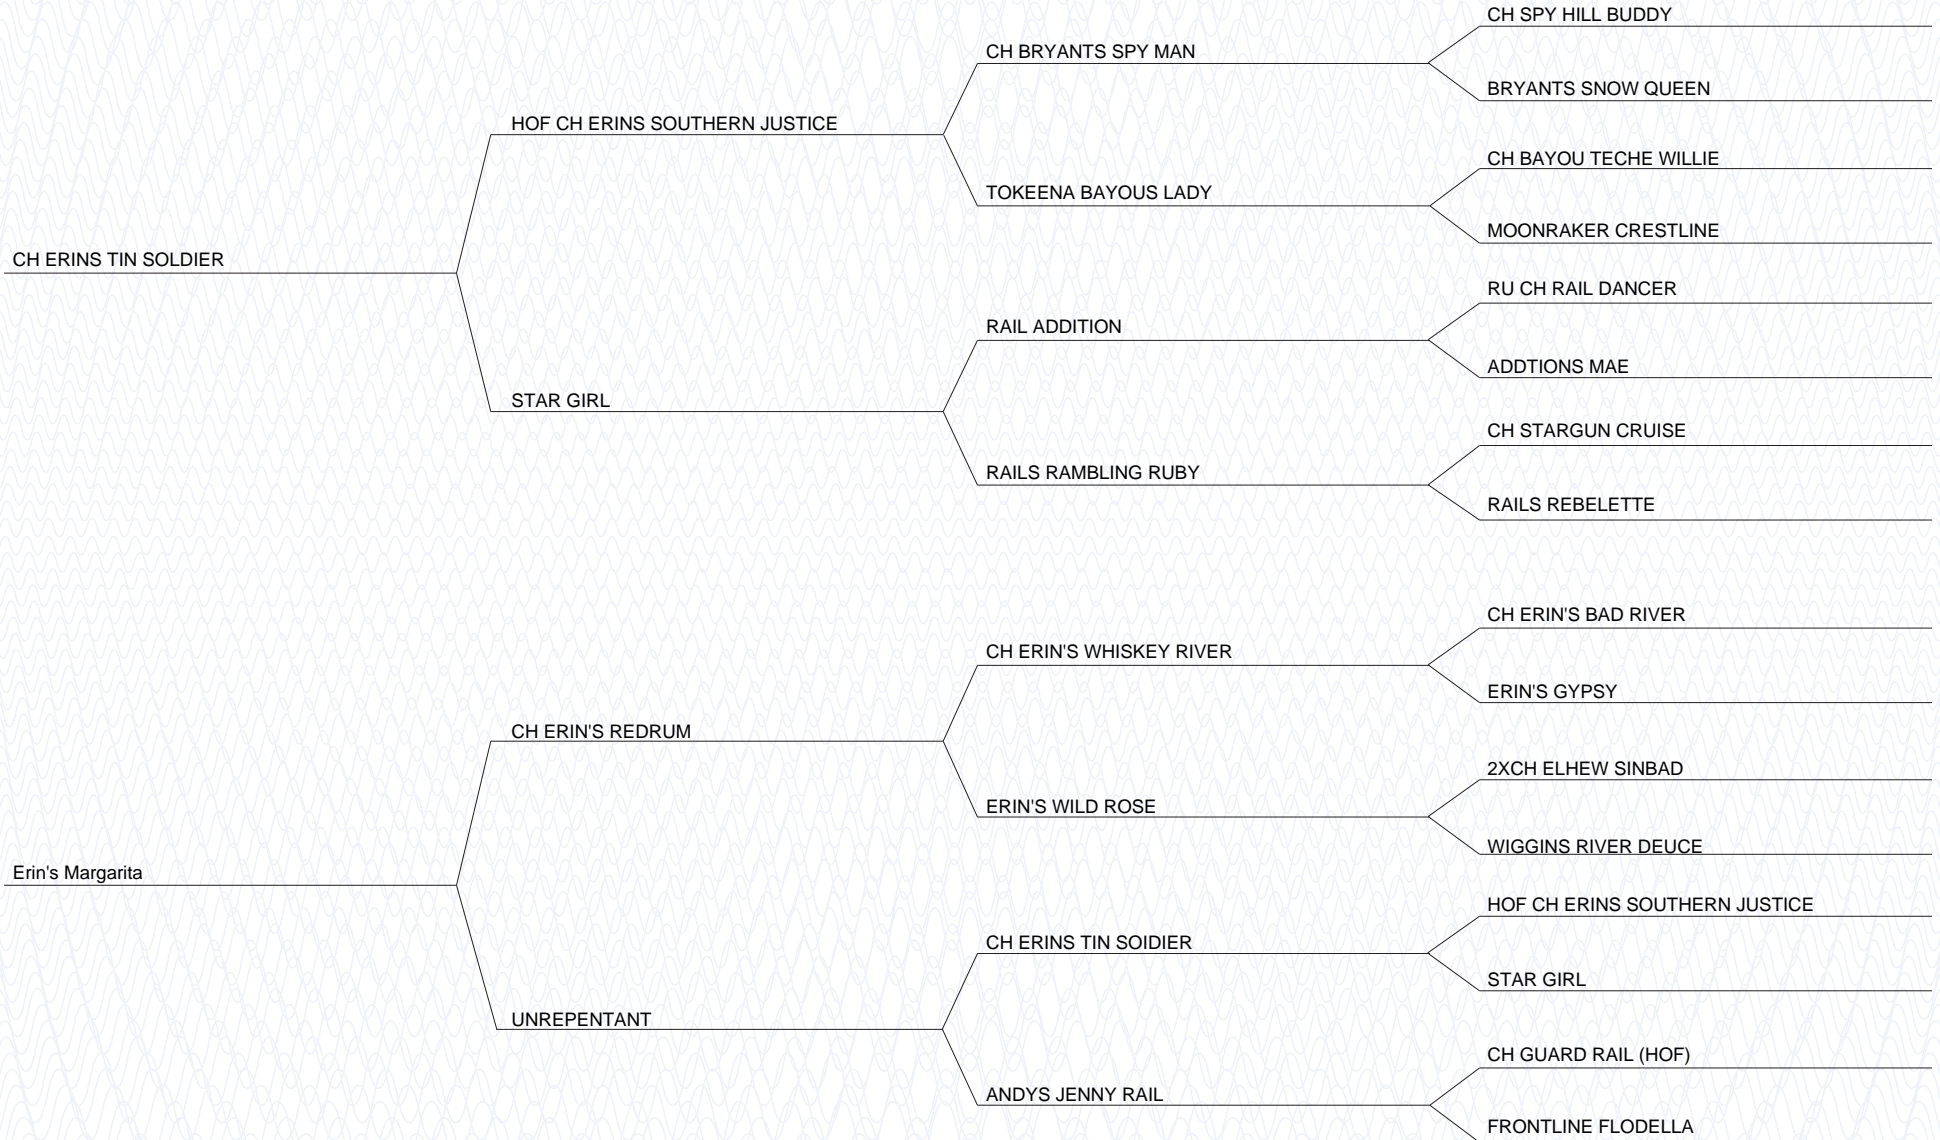 CH SPY HILL BUDDY
CH BRYANTS SPY MAN
BRYANTS SNOW QUEEN
HOF CH ERINS SOUTHERN JUSTICE
CH BAYOU TECHE WILLIE
TOKEENA BAYOUS LADY
MOONRAKER CRESTLINE
CH ERINS TIN SOLDIER
RU CH RAIL DANCER
RAIL ADDITION
ADDTIONS MAE
STAR GIRL
CH STARGUN CRUISE
RAILS RAMBLING RUBY
RAILS REBELETTE
CH ERIN'S BAD RIVER
CH ERIN'S WHISKEY RIVER
ERIN'S GYPSY
CH ERIN'S REDRUM
2XCH ELHEW SINBAD
ERIN'S WILD ROSE
WIGGINS RIVER DEUCE
Erin's Margarita
HOF CH ERINS SOUTHERN JUSTICE
CH ERINS TIN SOIDIER
STAR GIRL
UNREPENTANT
CH GUARD RAIL (HOF)
ANDYS JENNY RAIL
FRONTLINE FLODELLA